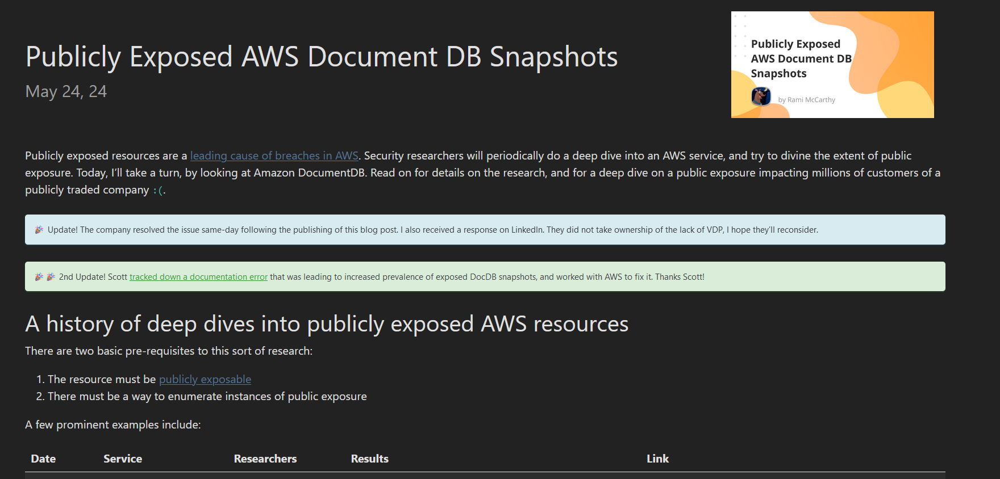 Publicly Exposed AWS Document DB Snapshots
May 24, 24
Publicly Exposed
AWS Document DB
Snapshots
by Rami McCarthy
Publicly exposed resources are a leading cause of breaches in AWS. Security researchers will periodically do a deep dive into an AWS service, and try to divine the extent of public
exposure. Today, I’ll take a turn, by looking at Amazon DocumentDB. Read on for details on the research, and for a deep dive on a public exposure impacting millions of customers of a
publicly traded company :(.
🎉 Update! The company resolved the issue same-day following the publishing of this blog post. I also received a response on LinkedIn. They did not take ownership of the lack of VDP, I hope they’ll reconsider.
🎉 🎉 2nd Update! Scott tracked down a documentation error that was leading to increased prevalence of exposed DocDB snapshots, and worked with AWS to fix it. Thanks Scott!
A history of deep dives into publicly exposed AWS resources
There are two basic pre-requisites to this sort of research:
1. The resource must be publicly exposable
2. There must be a way to enumerate instances of public exposure
A few prominent examples include:
Date Service Researchers Results Link